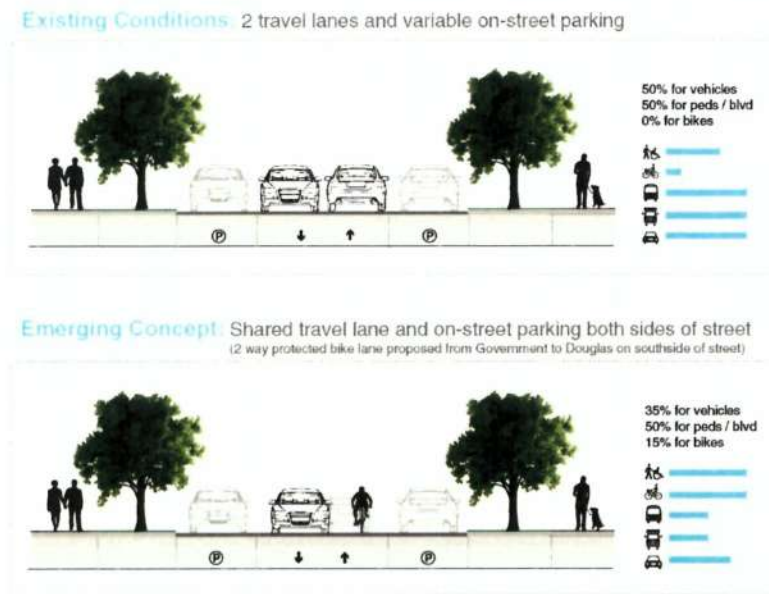 Existing Conditions: 2 travel lanes and variable on-street parking
50% for vehicles
50% for peds / blvd
0% for bikes
P
P
Emerging Concept: Shared travel lane and on-street parking both sides of street
(2 way protected bike lane proposed from Government to Douglas on southside of street)
35% for vehicles
50% for peds / blvd
15% for bikes
P
P